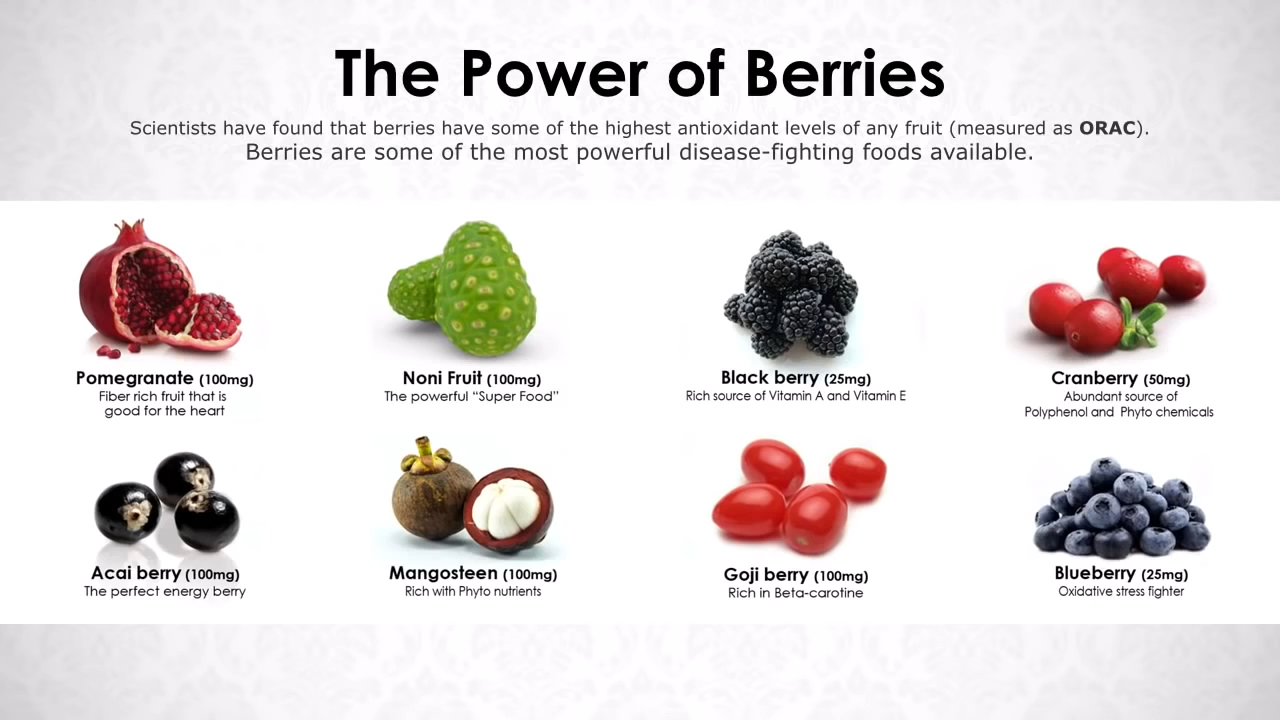 The Power of Berries
Scientists have found that berries have some of the highest antioxidant levels of any fruit (measured as ORAC).
Berries are some of the most powerful disease-fighting foods available.
Pomegranate (100mg)
Fiber rich fruit that is
good for the heart
Noni Fruit (100mg)
The powerful “Super Food”
Black berry (25mg)
Rich source of Vitamin A and Vitamin E
Cranberry (50mg)
Abundant source of
Polyphenol and Phyto chemicals
Acai berry (100mg)
The perfect energy berry
Mangosteen (100mg)
Rich with Phyto nutrients
Goji berry (100mg)
Rich in Beta-carotine
Blueberry (25mg)
Oxidative stress fighter